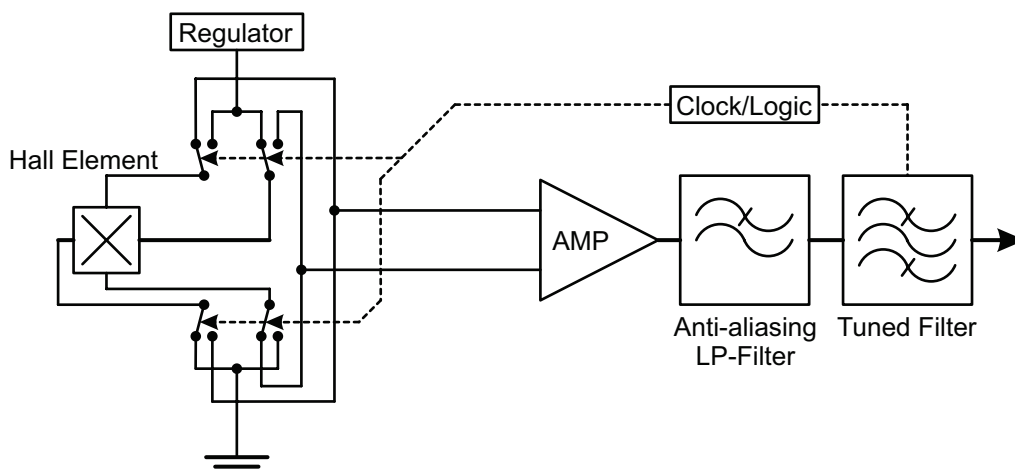 Regulator
Clock/Logic
Hall Element
AMP
Anti-aliasing
LP-Filter
Tuned Filter